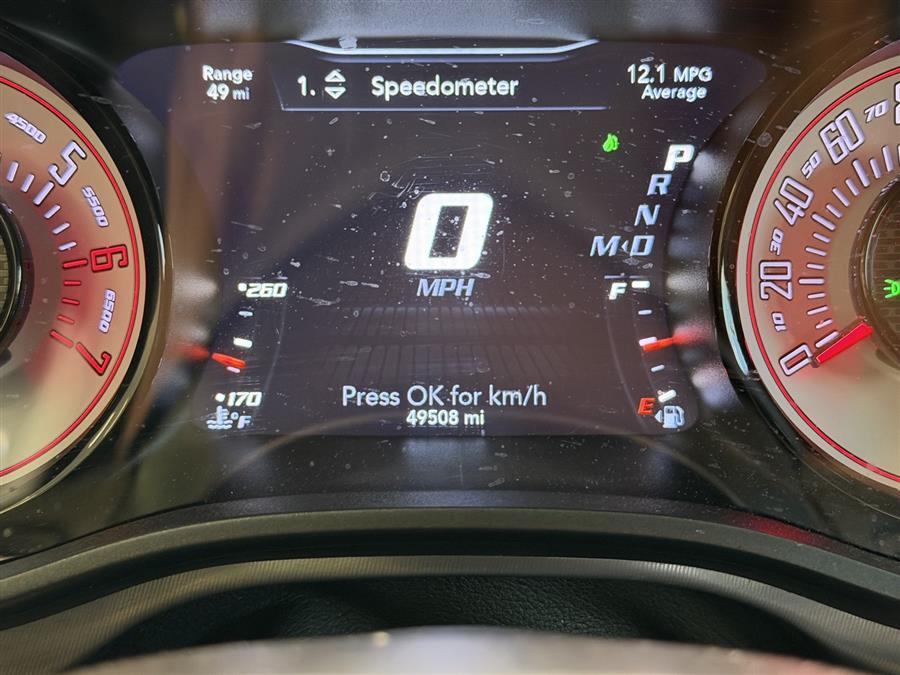 Range
49 mi
1. Speedometer
12.1 MPG
Average
4500
5
5500
6
6500
7
0
MPH
P
R
N
M D
260
170
°F
F
E
Press OK for km/h
49508 mi
0
10
20
30
40
50
60
70